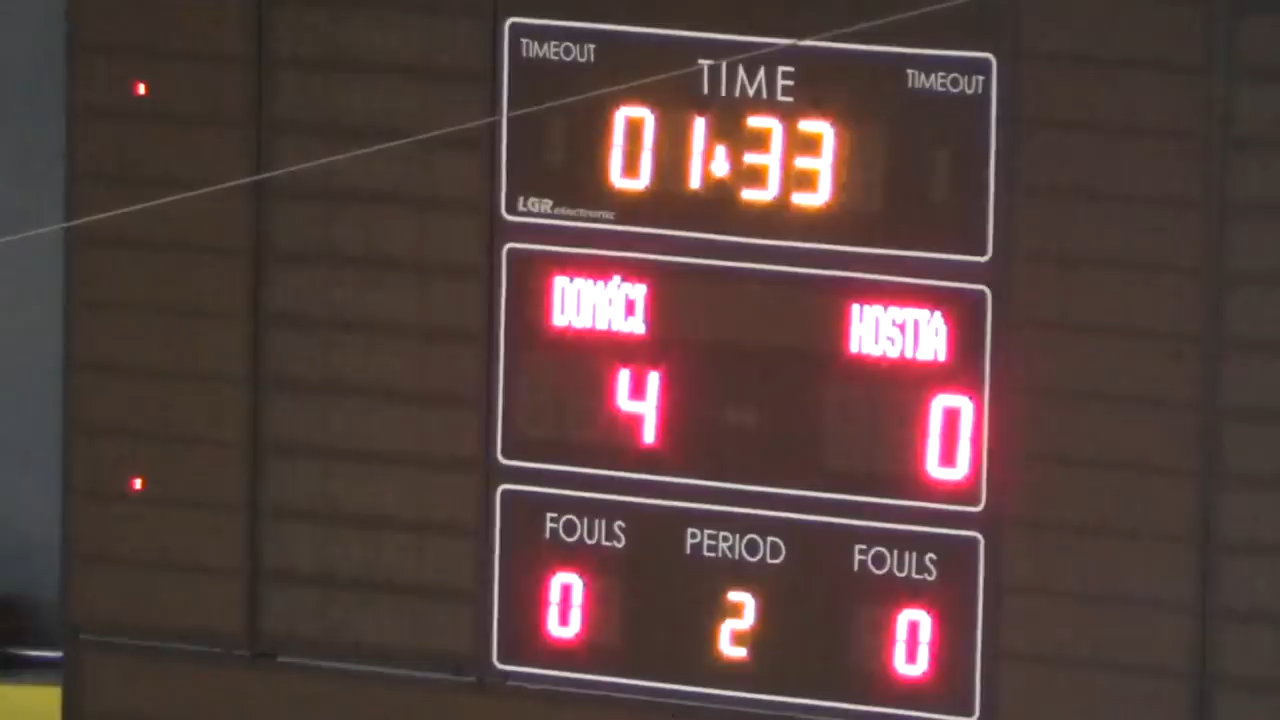 TIMEOUT
TIME
TIMEOUT
01:33
LGR electronic
DOMÁCI
HOSTIA
4
0
FOULS
PERIOD
FOULS
0
2
0